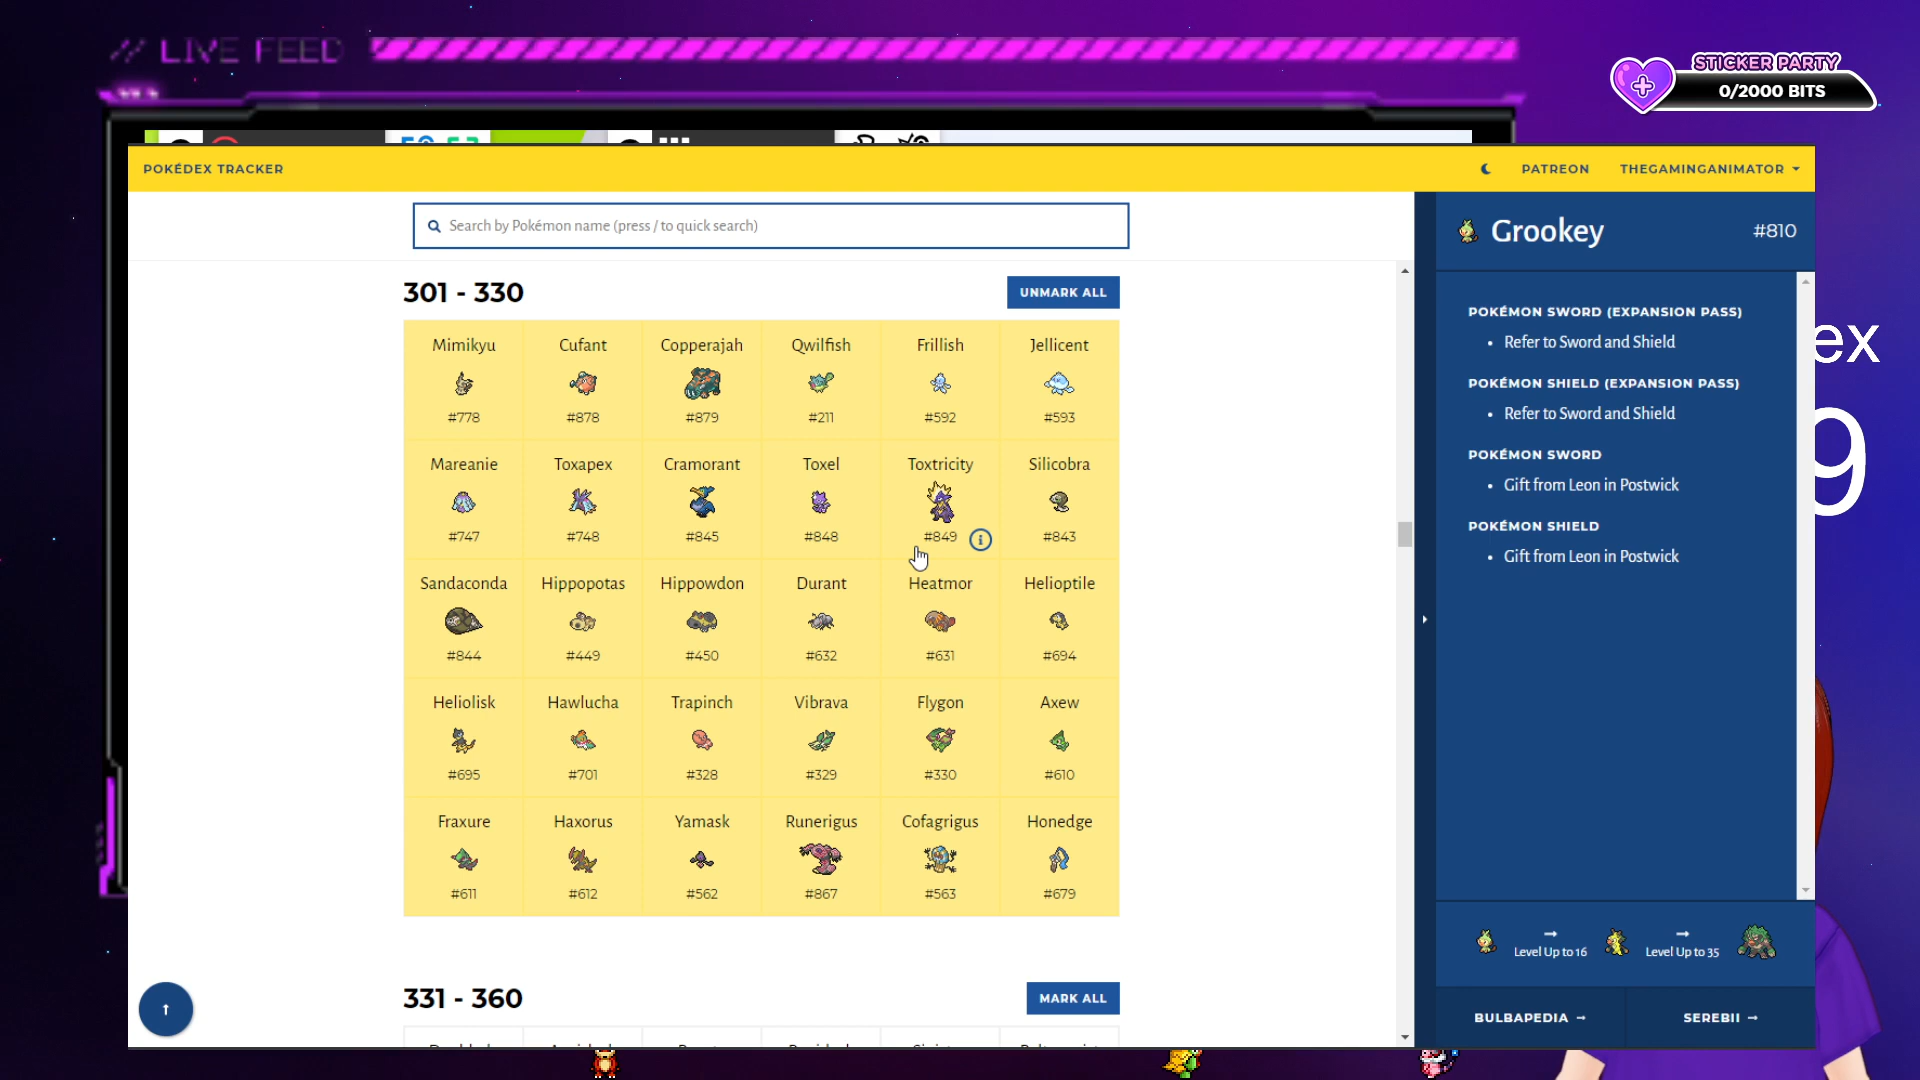 // LIVE FEED
STICKER PARTY
0/2000 BITS
POKÉDEX TRACKER
PATREON
THEGAMINGANIMATOR
Search by Pokémon name (press / to quick search)
Grookey
#810
301 - 330
UNMARK ALL
Mimikyu Cufant Copperajah Qwilfish Frillish Jellicent
#778 #878 #879 #211 #592 #593
Mareanie Toxapex Cramorant Toxel Toxtricity Silicobra
#747 #748 #845 #848 #849 #843
Sandaconda Hippopotas Hippowdon Durant Heatmor Helioptile
#844 #449 #450 #632 #631 #694
Heliolisk Hawlucha Trapinch Vibrava Flygon Axew
#695 #701 #328 #329 #330 #610
Fraxure Haxorus Yamask Runerigus Cofagrigus Honedge
#611 #612 #562 #867 #563 #679
331 - 360
MARK ALL
POKÉMON SWORD (EXPANSION PASS)
• Refer to Sword and Shield
POKÉMON SHIELD (EXPANSION PASS)
• Refer to Sword and Shield
POKÉMON SWORD
• Gift from Leon in Postwick
POKÉMON SHIELD
• Gift from Leon in Postwick
→ →
Level Up to 16 Level Up to 35
BULBAPEDIA → SEREBII →
ex
9